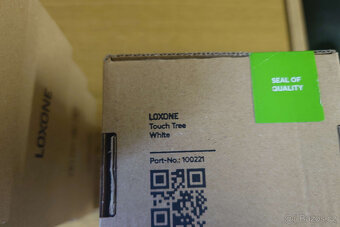 LOXONE
SEAL OF
QUALITY
LOXONE
Touch Tree
White
Part-No.: 100221